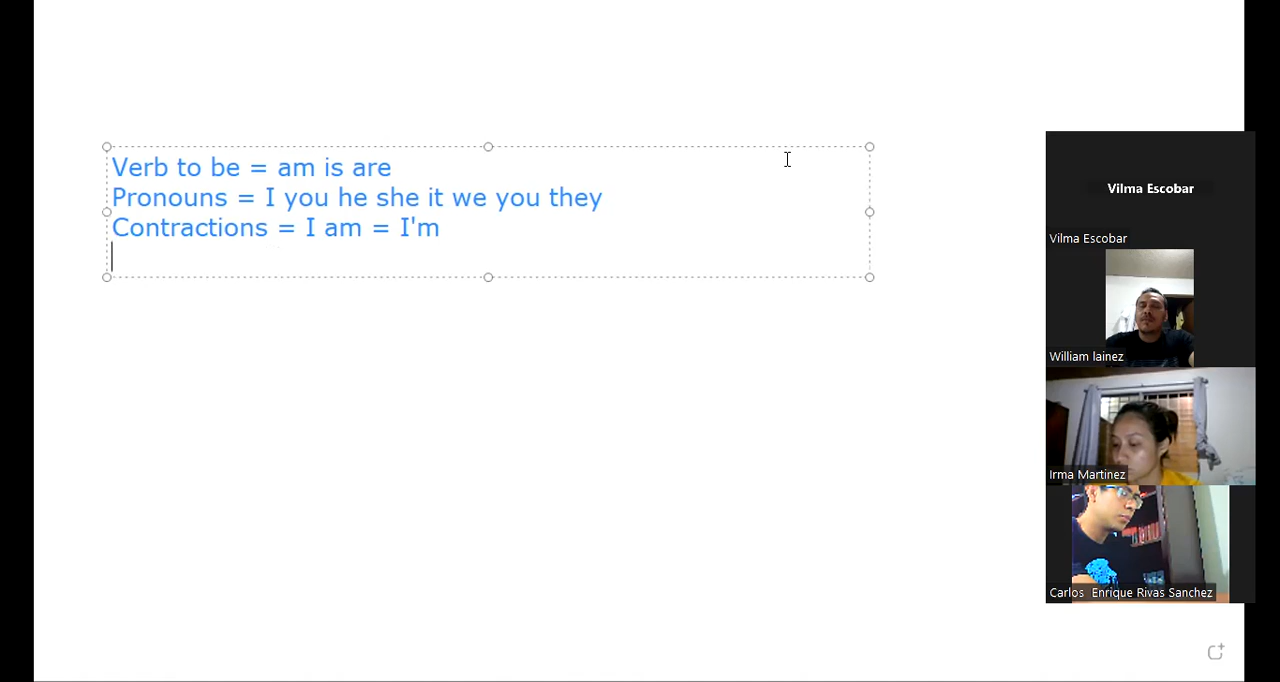 Verb to be = am is are
Pronouns = I you he she it we you they
Contractions = I am = I'm
Vilma Escobar
Vilma Escobar
William lainez
Irma Martinez
Carlos Enrique Rivas Sanchez